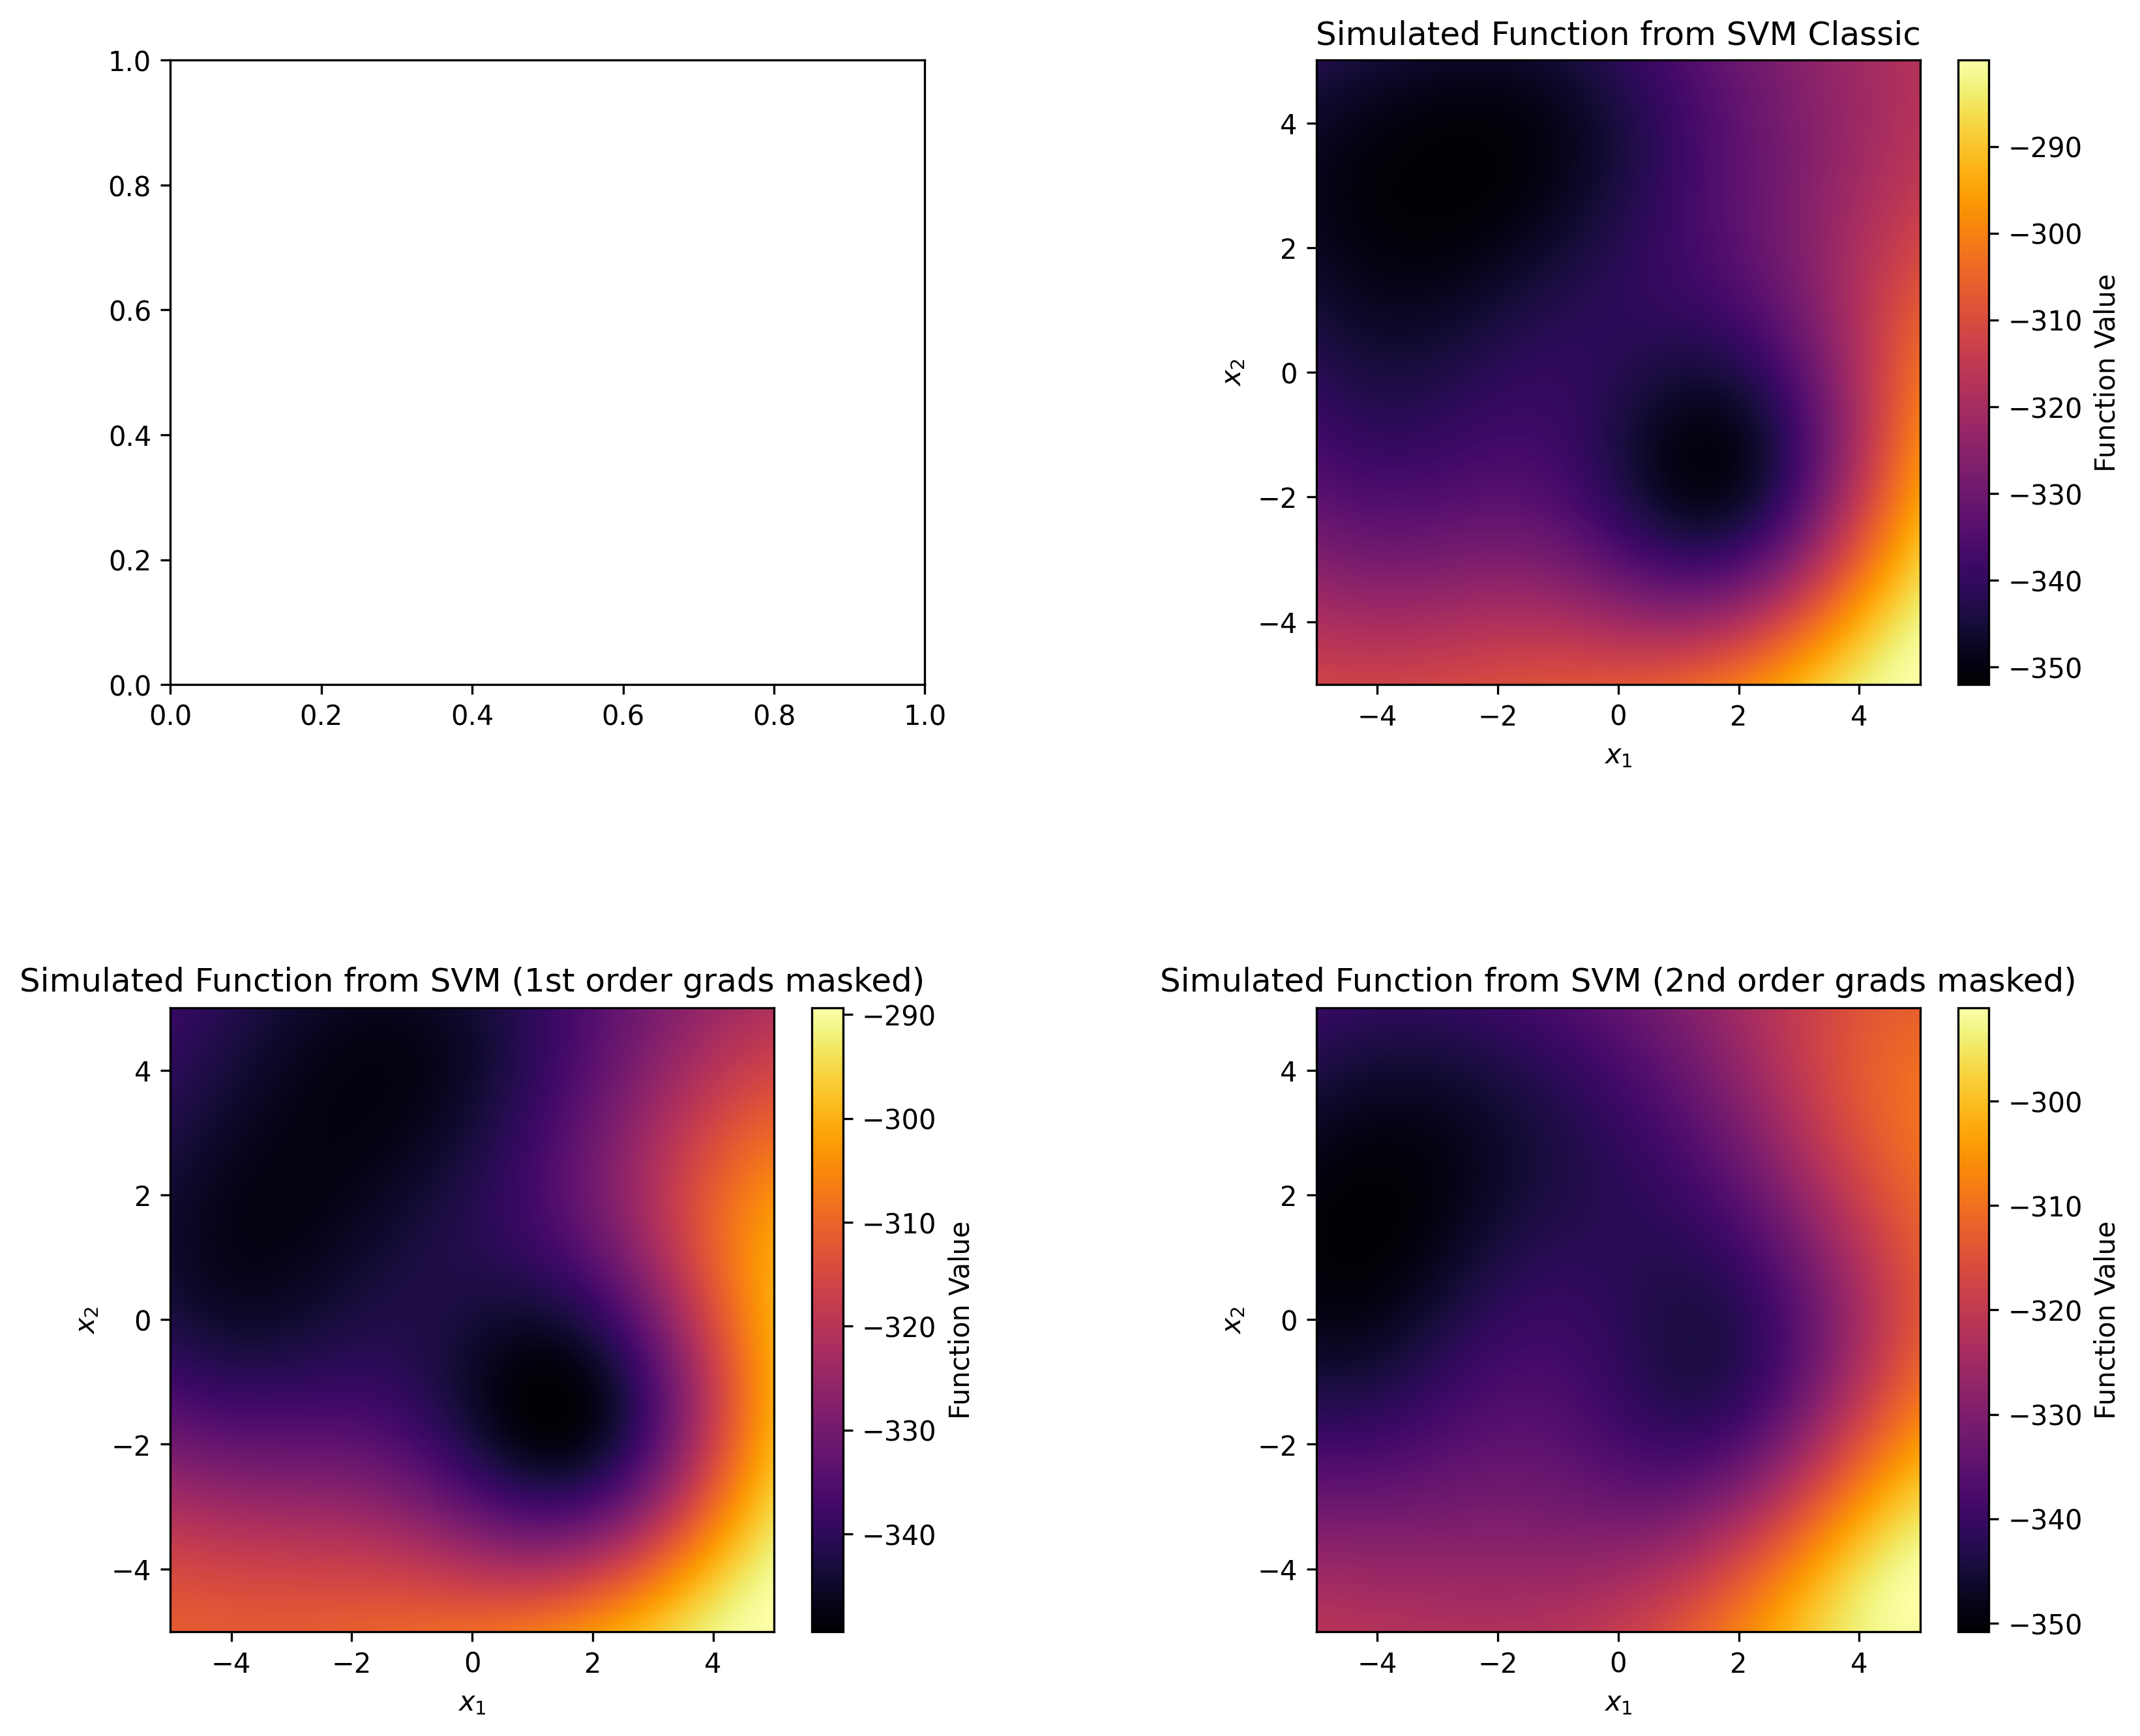 1.0
0.8
0.6
0.4
0.2
0.0
0.0 0.2 0.4 0.6 0.8 1.0
Simulated Function from SVM Classic
4
2
0
−2
−4
x₂
−4 −2 0 2 4
x₁
−290
−300
−310
−320
−330
−340
−350
Function Value
Simulated Function from SVM (1st order grads masked)
4
2
0
−2
−4
x₂
−4 −2 0 2 4
x₁
−290
−300
−310
−320
−330
−340
Function Value
Simulated Function from SVM (2nd order grads masked)
4
2
0
−2
−4
x₂
−4 −2 0 2 4
x₁
−300
−310
−320
−330
−340
−350
Function Value